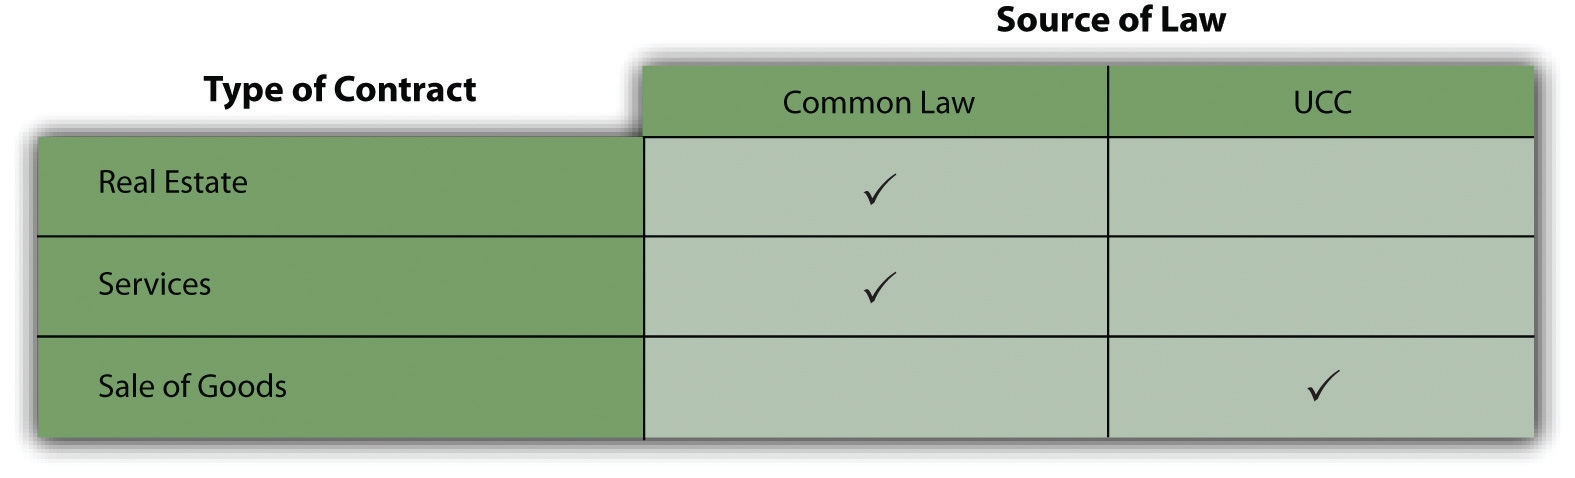 Source of Law
Type of Contract
Common Law
UCC
Real Estate
✓
Services
✓
Sale of Goods
✓